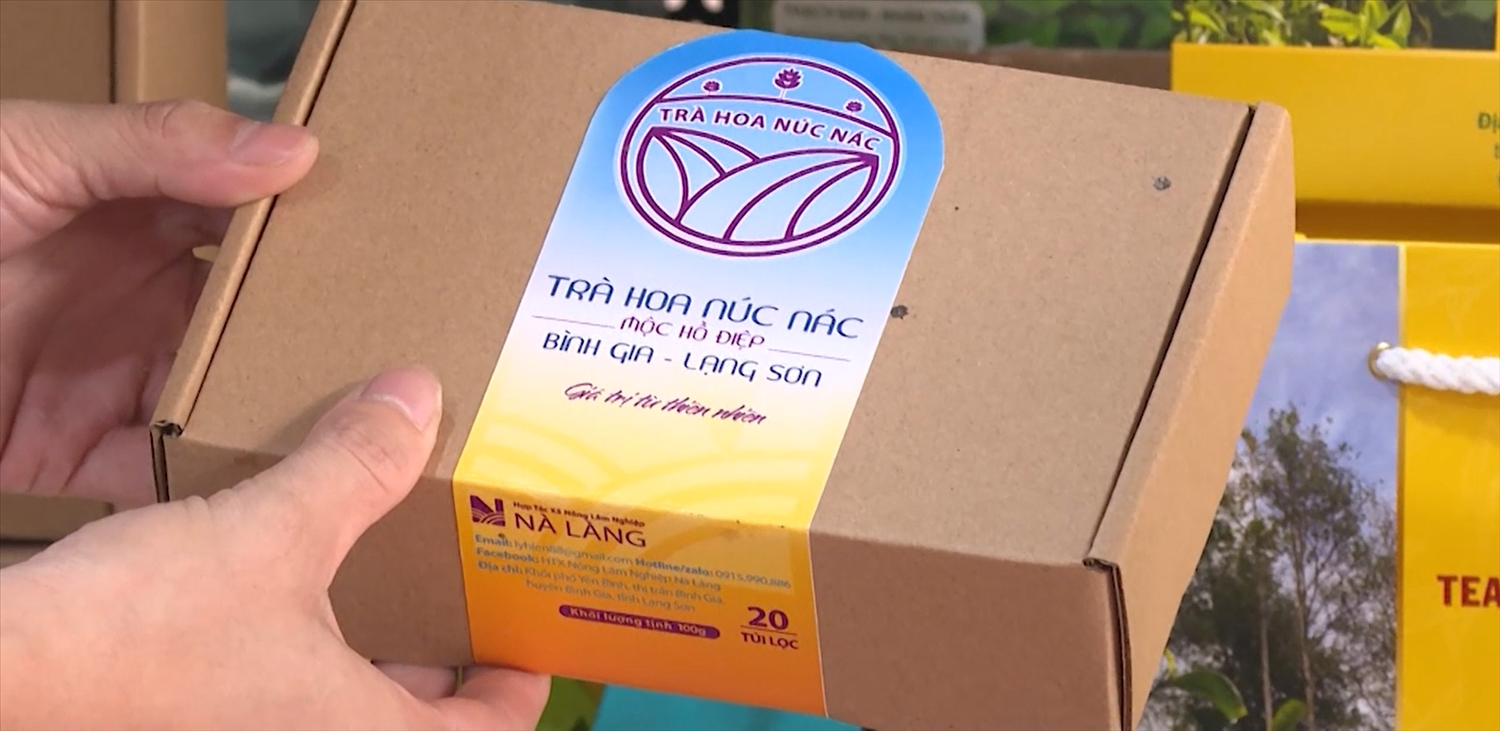 TRÀ HOA NÚC NÁC
TRÀ HOA NÚC NÁC
MỘC HỒ ĐIỆP
BÌNH GIA - LẠNG SƠN
Giá trị từ thiên nhiên
Hợp Tác Xã Nông Lâm Nghiệp
NÀ LÀNG
Email: lyhien88@gmail.com Hotline/zalo: 0915.990.886
Facebook: HTX Nông Lâm Nghiệp Nà Làng
Địa chỉ: Khối phố Yên Bình, thị trấn Bình Gia,
huyện Bình Gia, tỉnh Lạng Sơn
Khối lượng tịnh 100g
20
TÚI LỌC
TEA